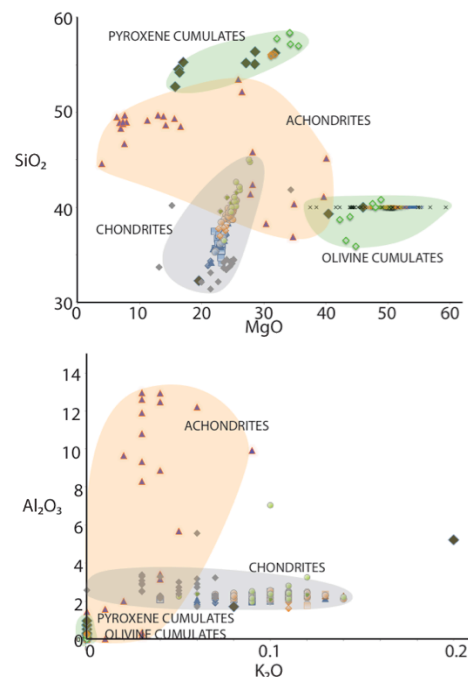 60
PYROXENE CUMULATES
50
ACHONDRITES
SiO₂
40
CHONDRITES
OLIVINE CUMULATES
30
0 10 20 30 40 50 60
MgO
14
12
ACHONDRITES
10
8
Al₂O₃
6
4
CHONDRITES
2
PYROXENE CUMULATES
0 OLIVINE CUMULATES
0 0.1 0.2
K₂O